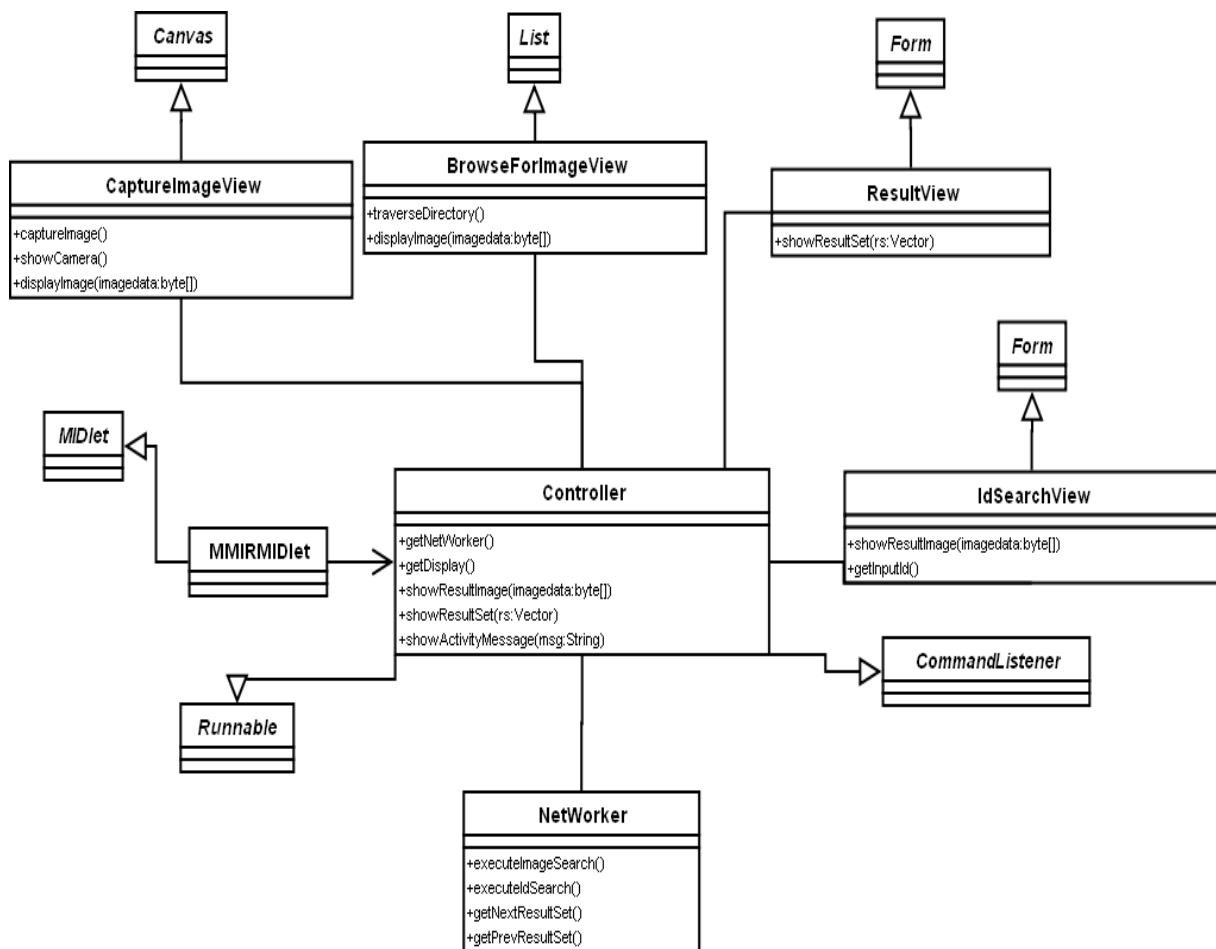 Canvas
List
Form
CaptureImageView
+captureImage()
+showCamera()
+displayImage(imagedata:byte[])
BrowseForImageView
+traverseDirectory()
+displayImage(imagedata:byte[])
ResultView
+showResultSet(rs:Vector)
Form
MIDlet
MMIRMIDlet
Controller
+getNetWorker()
+getDisplay()
+showResultImage(imagedata:byte[])
+showResultSet(rs:Vector)
+showActivityMessage(msg:String)
IdSearchView
+showResultImage(imagedata:byte[])
+getInputId()
CommandListener
Runnable
NetWorker
+executeImageSearch()
+executeIdSearch()
+getNextResultSet()
+getPrevResultSet()